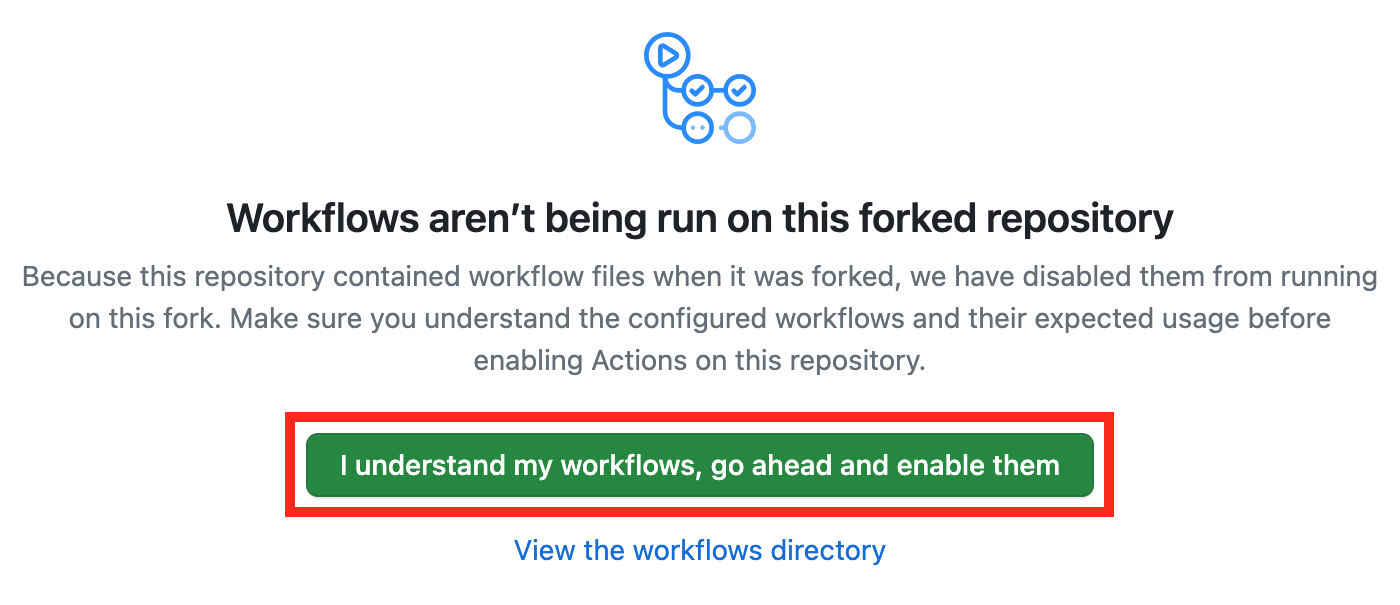 Workflows aren’t being run on this forked repository
Because this repository contained workflow files when it was forked, we have disabled them from running
on this fork. Make sure you understand the configured workflows and their expected usage before
enabling Actions on this repository.
I understand my workflows, go ahead and enable them
View the workflows directory